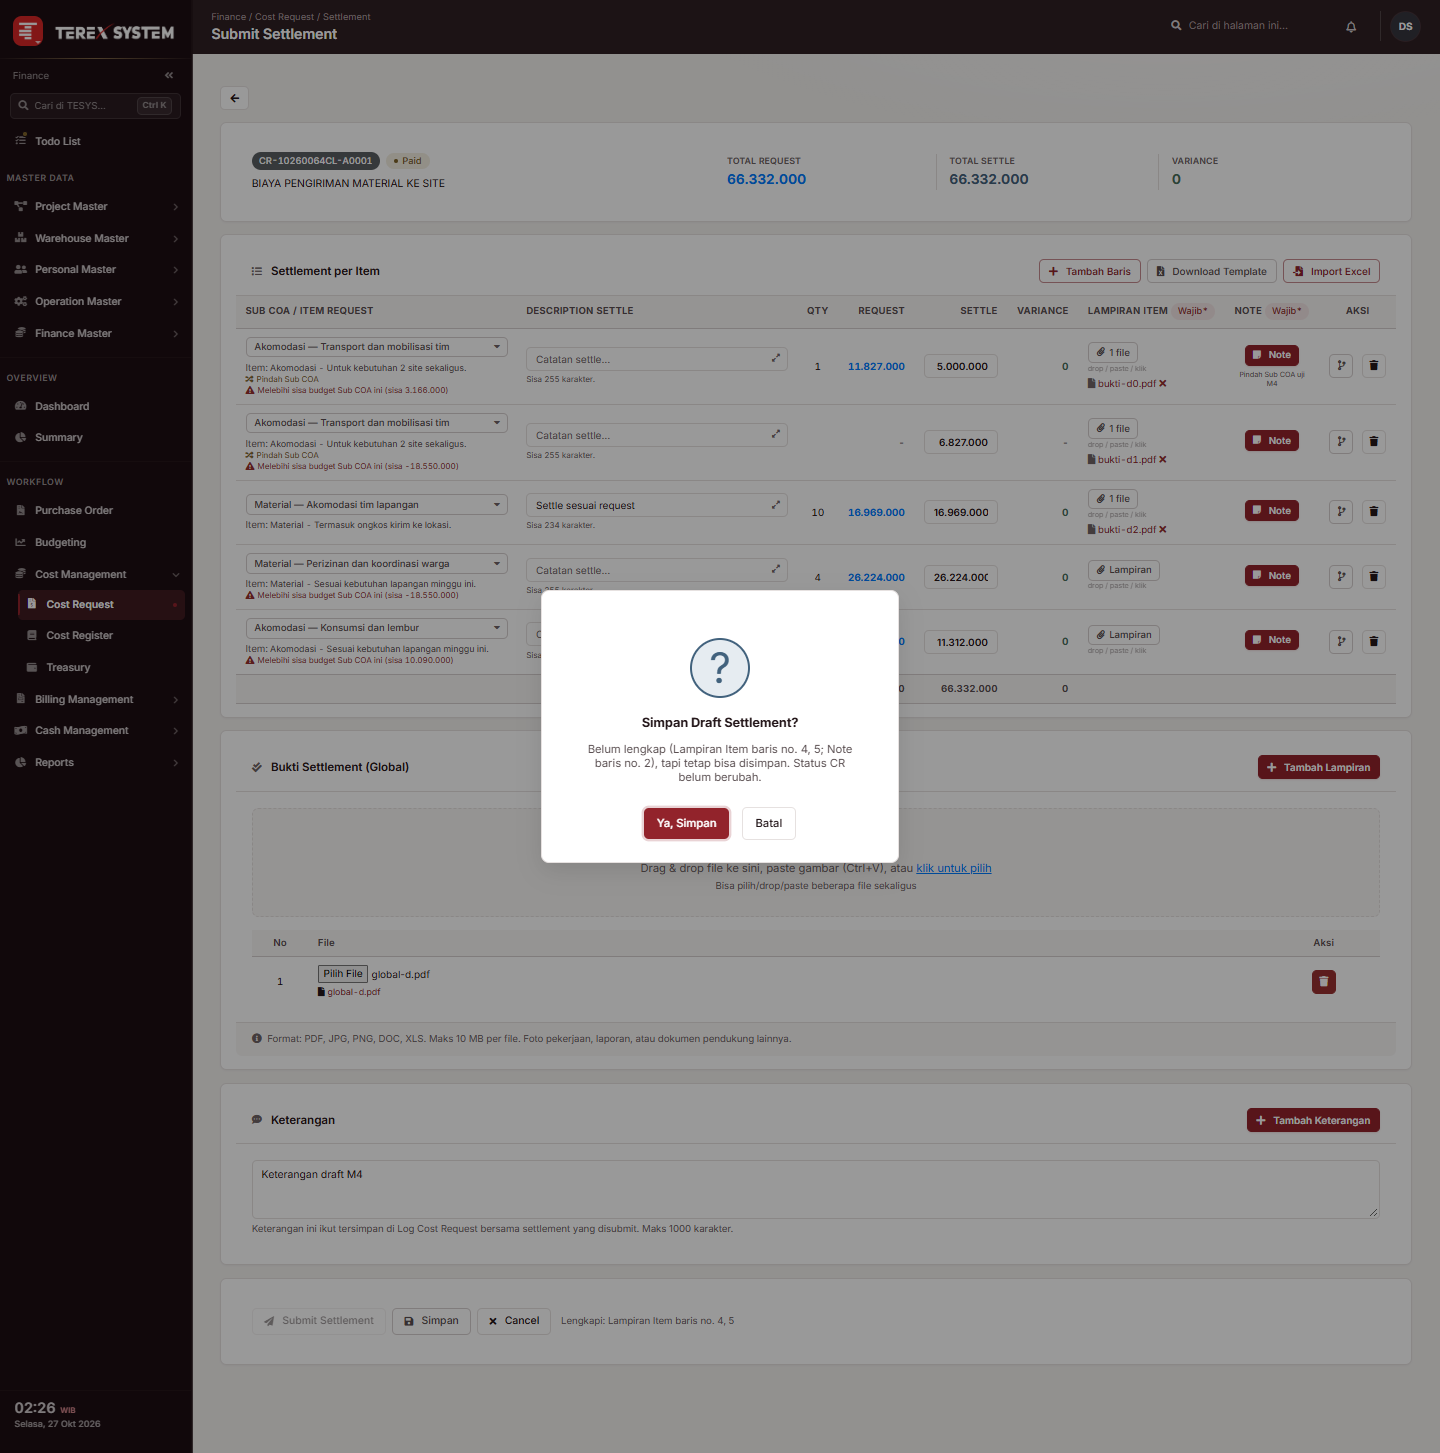 TEREX SYSTEM
Finance
Cari di TESYS... Ctrl K
Todo List
MASTER DATA
Project Master
Warehouse Master
Personal Master
Operation Master
Finance Master
OVERVIEW
Dashboard
Summary
WORKFLOW
Purchase Order
Budgeting
Cost Management
Cost Request
Cost Register
Treasury
Billing Management
Cash Management
Reports
02:26 WIB
Selasa, 27 Okt 2026
Finance / Cost Request / Settlement
Submit Settlement
Cari di halaman ini...
DS
CR-10260064CL-A0001 Paid
BIAYA PENGIRIMAN MATERIAL KE SITE
TOTAL REQUEST
66.332.000
TOTAL SETTLE
66.332.000
VARIANCE
0
Settlement per Item
Tambah Baris
Download Template
Import Excel
SUB COA / ITEM REQUEST DESCRIPTION SETTLE QTY REQUEST SETTLE VARIANCE LAMPIRAN ITEM Wajib* NOTE Wajib* AKSI
Akomodasi — Transport dan mobilisasi tim
Item: Akomodasi - Untuk kebutuhan 2 site sekaligus.
Pindah Sub COA
Melebihi sisa budget Sub COA ini (sisa 3.166.000)
Catatan settle...
Sisa 255 karakter.
1
11.827.000
5.000.000
0
1 file
drop / paste / klik
bukti-d0.pdf
Note
Pindah Sub COA uji
M4
Akomodasi — Transport dan mobilisasi tim
Item: Akomodasi - Untuk kebutuhan 2 site sekaligus.
Pindah Sub COA
Melebihi sisa budget Sub COA ini (sisa -18.550.000)
Catatan settle...
Sisa 255 karakter.
-
6.827.000
-
1 file
drop / paste / klik
bukti-d1.pdf
Note
Material — Akomodasi tim lapangan
Item: Material - Termasuk ongkos kirim ke lokasi.
Settle sesuai request
Sisa 234 karakter.
10
16.969.000
16.969.000
0
1 file
drop / paste / klik
bukti-d2.pdf
Note
Material — Perizinan dan koordinasi warga
Item: Material - Sesuai kebutuhan lapangan minggu ini.
Melebihi sisa budget Sub COA ini (sisa -18.550.000)
Catatan settle...
4
26.224.000
26.224.000
0
Lampiran
drop / paste / klik
Note
Akomodasi — Konsumsi dan lembur
Item: Akomodasi - Sesuai kebutuhan lapangan minggu ini.
Melebihi sisa budget Sub COA ini (sisa 10.090.000)
11.312.000
0
Lampiran
drop / paste / klik
Note
66.332.000
0
Simpan Draft Settlement?
Belum lengkap (Lampiran Item baris no. 4, 5; Note
baris no. 2), tapi tetap bisa disimpan. Status CR
belum berubah.
Ya, Simpan
Batal
Bukti Settlement (Global)
Tambah Lampiran
Drag & drop file ke sini, paste gambar (Ctrl+V), atau klik untuk pilih
Bisa pilih/drop/paste beberapa file sekaligus
No File Aksi
1
Pilih File global-d.pdf
global-d.pdf
Format: PDF, JPG, PNG, DOC, XLS. Maks 10 MB per file. Foto pekerjaan, laporan, atau dokumen pendukung lainnya.
Keterangan
Tambah Keterangan
Keterangan draft M4
Keterangan ini ikut tersimpan di Log Cost Request bersama settlement yang disubmit. Maks 1000 karakter.
Submit Settlement
Simpan
Cancel
Lengkapi: Lampiran Item baris no. 4, 5